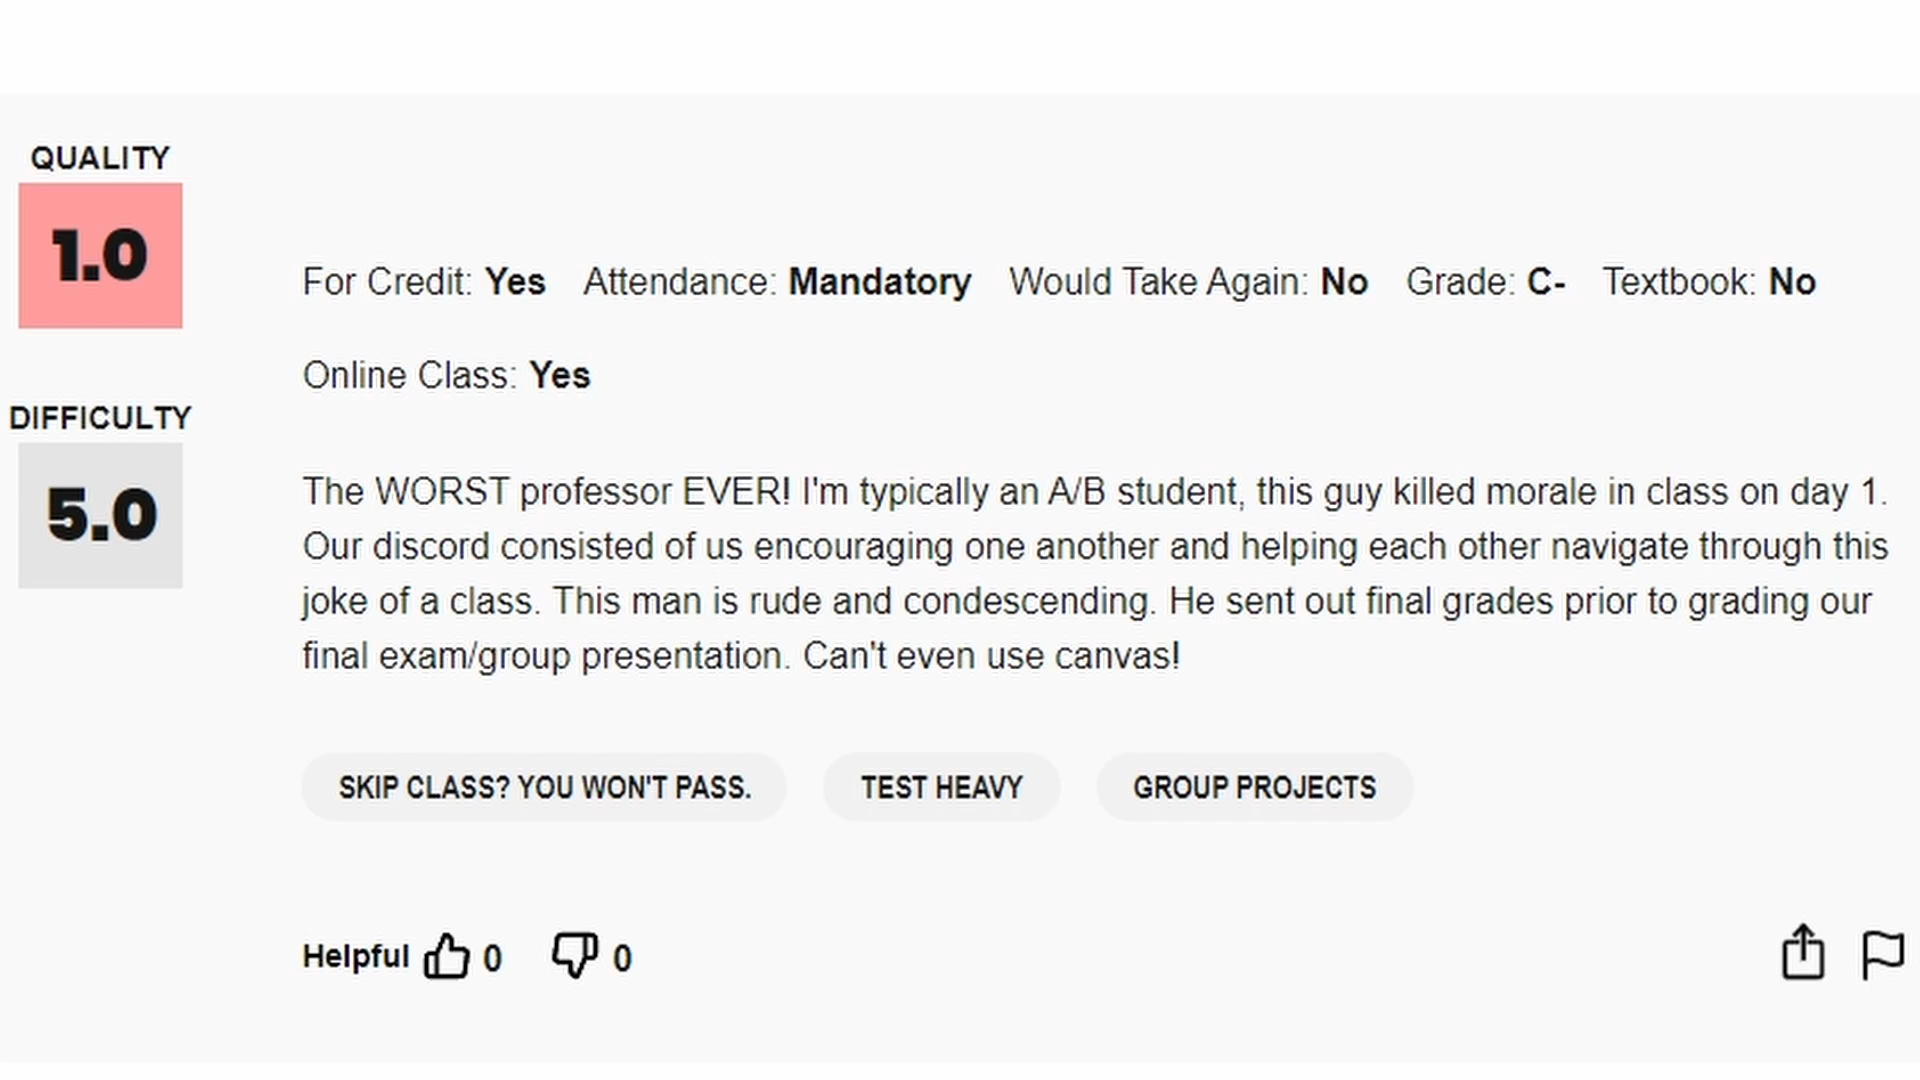 QUALITY
1.0
For Credit: Yes Attendance: Mandatory Would Take Again: No Grade: C- Textbook: No
Online Class: Yes
DIFFICULTY
5.0
The WORST professor EVER! I'm typically an A/B student, this guy killed morale in class on day 1.
Our discord consisted of us encouraging one another and helping each other navigate through this
joke of a class. This man is rude and condescending. He sent out final grades prior to grading our
final exam/group presentation. Can't even use canvas!
SKIP CLASS? YOU WON'T PASS. TEST HEAVY GROUP PROJECTS
Helpful 0 0